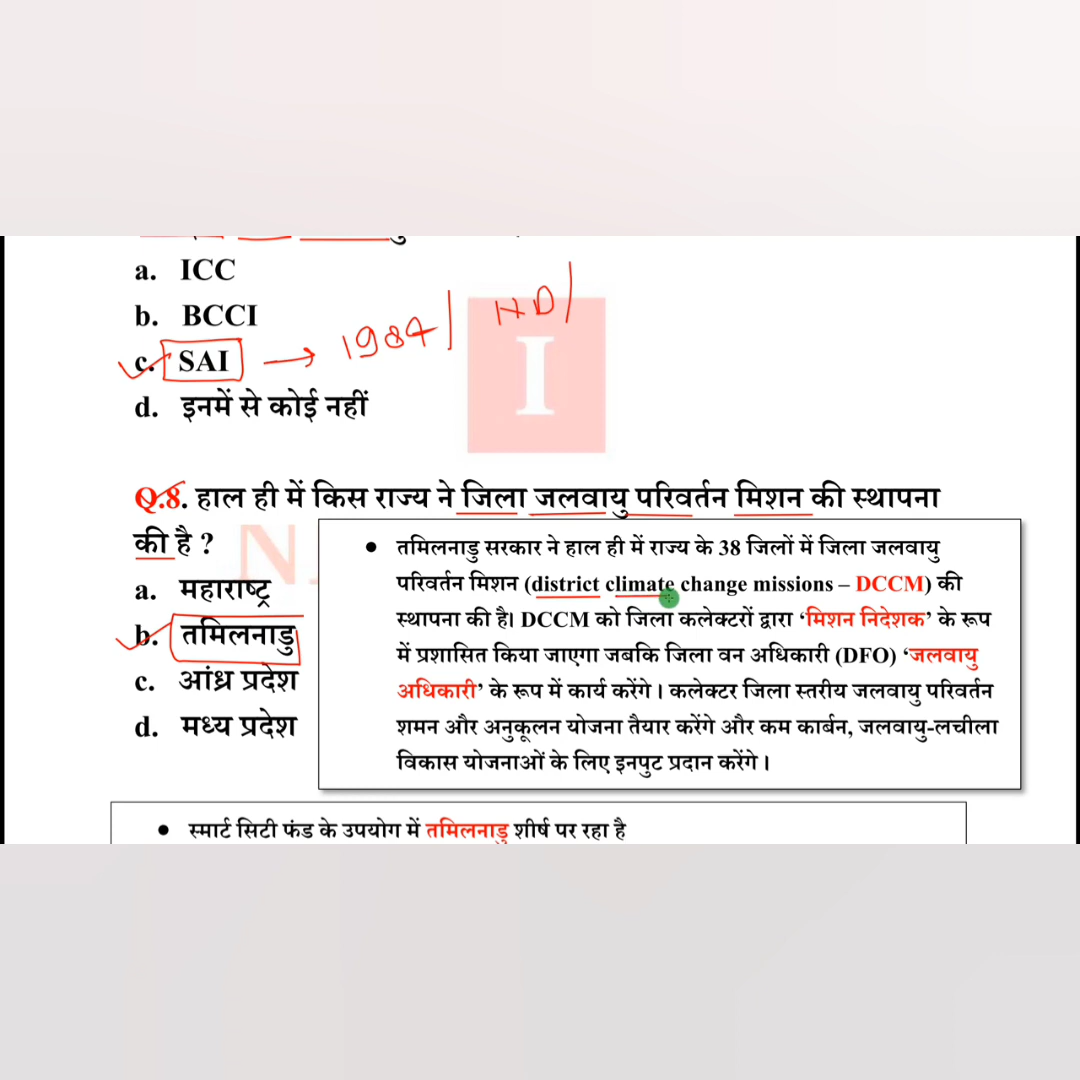 a. ICC
b. BCCI
c. SAI → 1984/ ND/
d. इनमें से कोई नहीं
I
Q.8. हाल ही में किस राज्य ने जिला जलवायु परिवर्तन मिशन की स्थापना
की है ?
a. महाराष्ट्र
b. तमिलनाडु
c. आंध्र प्रदेश
d. मध्य प्रदेश
• तमिलनाडु सरकार ने हाल ही में राज्य के 38 जिलों में जिला जलवायु
परिवर्तन मिशन (district climate change missions – DCCM) की
स्थापना की है। DCCM को जिला कलेक्टरों द्वारा ‘मिशन निदेशक’ के रूप
में प्रशासित किया जाएगा जबकि जिला वन अधिकारी (DFO) ‘जलवायु
अधिकारी’ के रूप में कार्य करेंगे । कलेक्टर जिला स्तरीय जलवायु परिवर्तन
शमन और अनुकूलन योजना तैयार करेंगे और कम कार्बन, जलवायु-लचीला
विकास योजनाओं के लिए इनपुट प्रदान करेंगे ।
• स्मार्ट सिटी फंड के उपयोग में तमिलनाडु शीर्ष पर रहा है